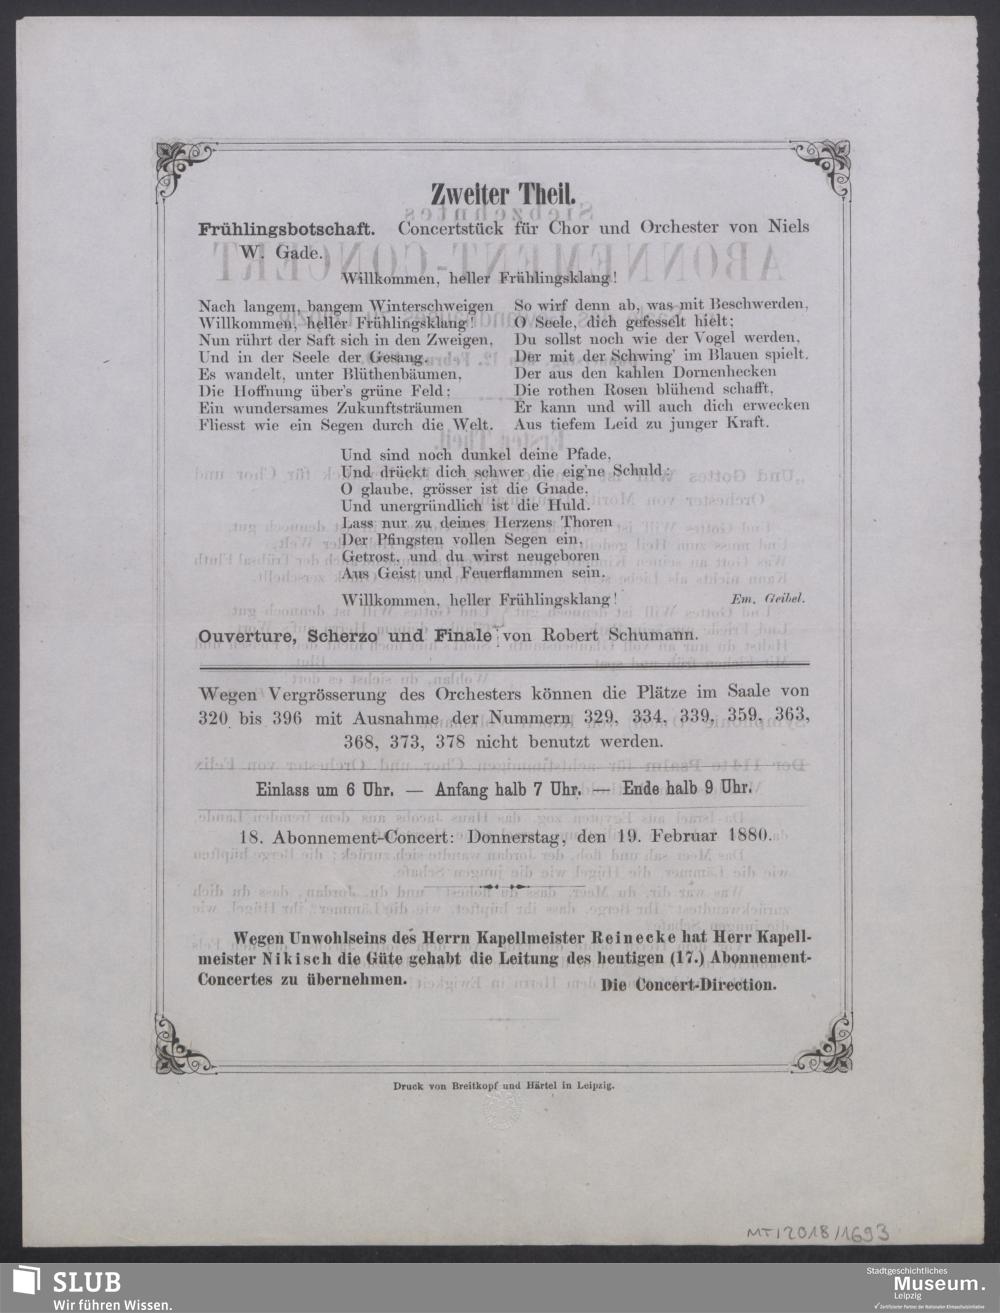 Zweiter Theil.
Frühlingsbotschaft. Concertstück für Chor und Orchester von Niels
W. Gade.
Willkommen, heller Frühlingsklang!
Nach langem, bangem Winterschweigen
Willkommen, heller Frühlingsklang!
Nun rührt der Saft sich in den Zweigen,
Und in der Seele der Gesang.
Es wandelt, unter Blüthenbäumen,
Die Hoffnung über's grüne Feld;
Ein wundersames Zukunftsträumen
Fliesst wie ein Segen durch die Welt.
So wirf denn ab, was mit Beschwerden,
O Seele, dich gefesselt hielt;
Du sollst noch wie der Vogel werden,
Der mit der Schwing' im Blauen spielt.
Der aus den kahlen Dornenhecken
Die rothen Rosen blühend schafft,
Er kann und will auch dich erwecken
Aus tiefem Leid zu junger Kraft.
Und sind noch dunkel deine Pfade,
Und drückt dich schwer die eig'ne Schuld:
O glaube, grösser ist die Gnade,
Und unergründlich ist die Huld.
Lass nur zu deines Herzens Thoren
Der Pfingsten vollen Segen ein,
Getrost, und du wirst neugeboren
Aus Geist und Feuerflammen sein.
Willkommen, heller Frühlingsklang!
Em. Geibel.
Ouverture, Scherzo und Finale von Robert Schumann.
Wegen Vergrösserung des Orchesters können die Plätze im Saale von
320 bis 396 mit Ausnahme der Nummern 329, 334, 339, 359, 363,
368, 373, 378 nicht benutzt werden.
Einlass um 6 Uhr. — Anfang halb 7 Uhr. — Ende halb 9 Uhr.
18. Abonnement-Concert: Donnerstag, den 19. Februar 1880.
Wegen Unwohlseins des Herrn Kapellmeister Reinecke hat Herr Kapell-
meister Nikisch die Güte gehabt die Leitung des heutigen (17.) Abonnement-
Concertes zu übernehmen.
Die Concert-Direction.
Druck von Breitkopf und Härtel in Leipzig.
MT/2018/1693
SLUB
Wir führen Wissen.
Stadtgeschichtliches
Museum.
Leipzig